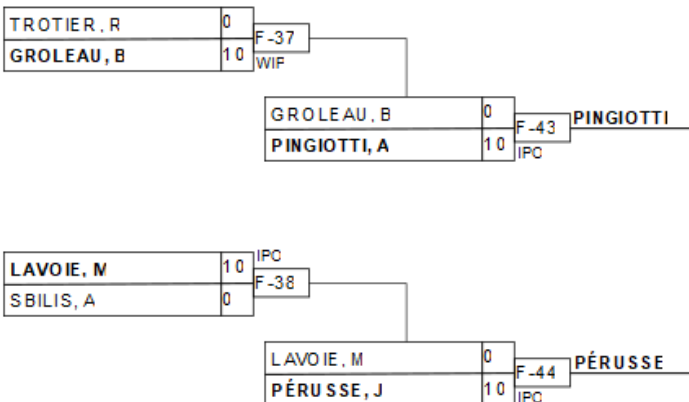 TROTIER, R 0
F-37
GROLEAU, B 10
WIF
GROLEAU, B 0
F-43 PINGIOTTI
PINGIOTTI, A 10
IPC
IPC
LAVOIE, M 10
F-38
SBILIS, A 0
LAVOIE, M 0
F-44 PÉRUSSE
PÉRUSSE, J 10
IPC